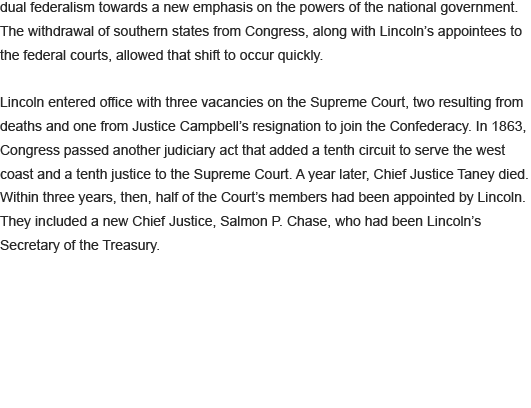 dual federalism towards a new emphasis on the powers of the national government.
The withdrawal of southern states from Congress, along with Lincoln’s appointees to
the federal courts, allowed that shift to occur quickly.
Lincoln entered office with three vacancies on the Supreme Court, two resulting from
deaths and one from Justice Campbell’s resignation to join the Confederacy. In 1863,
Congress passed another judiciary act that added a tenth circuit to serve the west
coast and a tenth justice to the Supreme Court. A year later, Chief Justice Taney died.
Within three years, then, half of the Court’s members had been appointed by Lincoln.
They included a new Chief Justice, Salmon P. Chase, who had been Lincoln’s
Secretary of the Treasury.